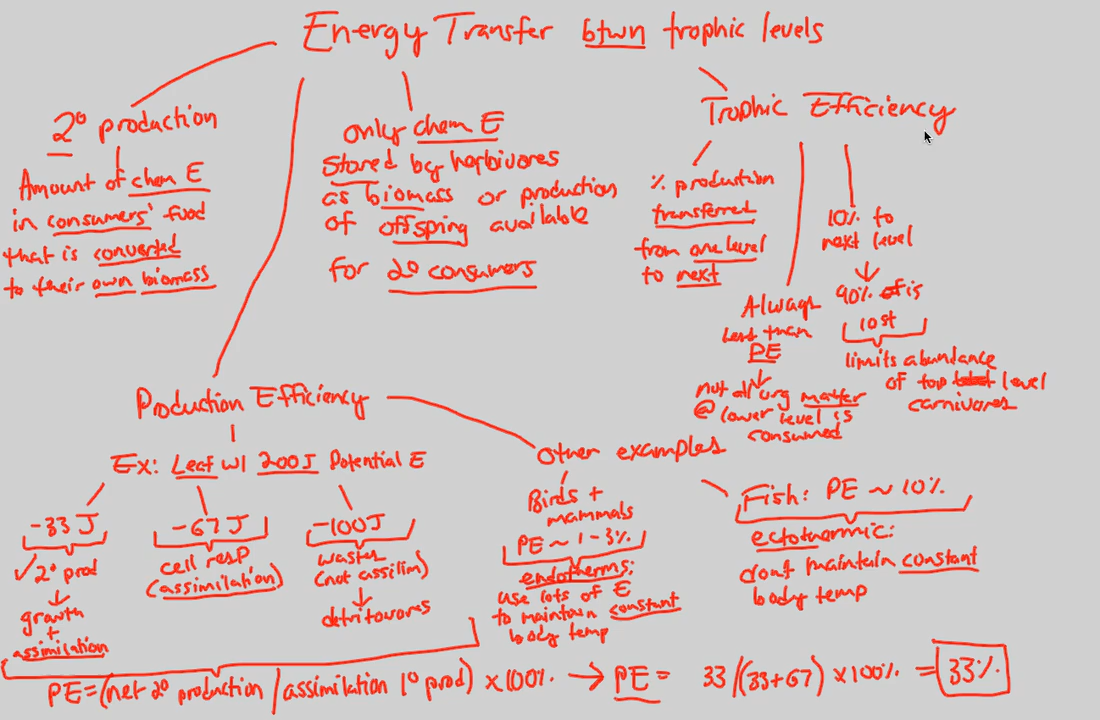 Energy Transfer btwn trophic levels
2° production
Amount of chem E
in consumers' food
that is converted
to their own biomass
only chem E
stored by herbivores
as biomass or production
of offspring available
for 2° consumers
Trophic Efficiency
% production
transferred
from one level
to next
Always
less than
PE
not all org matter
@ lower level is
consumed
10% to
next level
90% is
lost
limits abundance
of top level
carnivores
Production Efficiency
Ex: Leaf w/ 200J Potential E
-33 J
✓2° prod
growth
+
assimilation
-67 J
cell resp
(assimilation)
-100J
wastes
(not assilim)
detritovores
Other examples
Birds +
mammals
PE ~ 1-3%
endotherms:
use lots of E
to maintain constant
body temp
Fish: PE ~ 10%
ectothermic:
dont maintain constant
body temp
PE = (net 2° production / assimilation 1° prod) x 100% → PE = 33/(33+67) x 100% = 33%